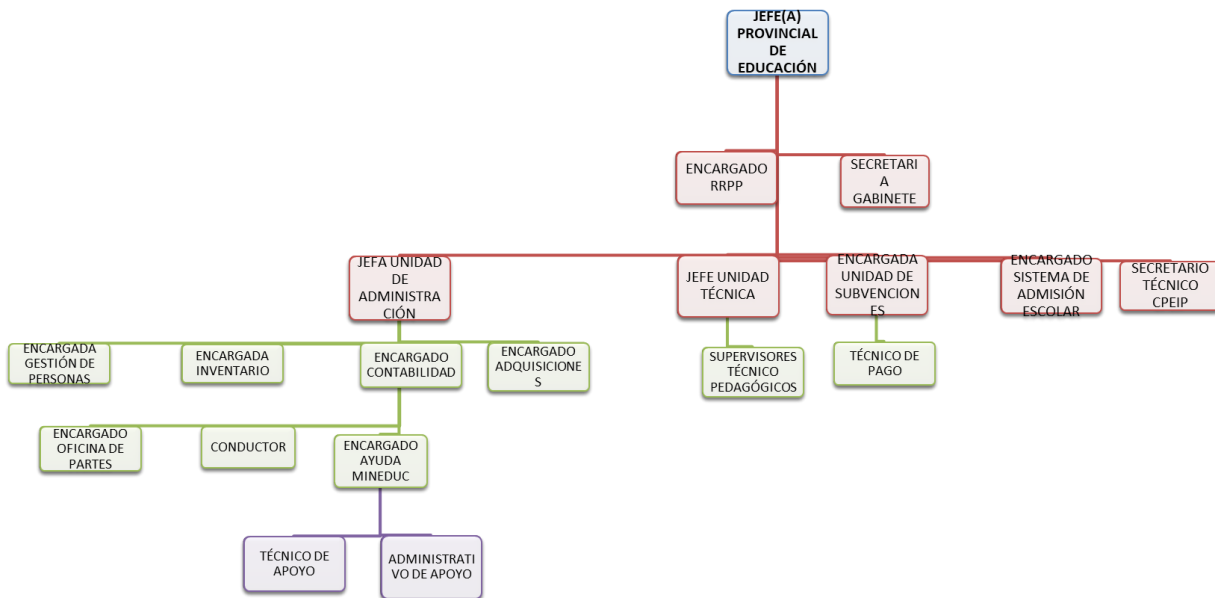 JEFE(A)
PROVINCIAL
DE
EDUCACIÓN
ENCARGADO
RRPP
SECRETARI
A
GABINETE
JEFA UNIDAD
DE
ADMINISTRA
CIÓN
JEFE UNIDAD
TÉCNICA
ENCARGADA
UNIDAD DE
SUBVENCION
ES
ENCARGADO
SISTEMA DE
ADMISIÓN
ESCOLAR
SECRETARIO
TÉCNICO
CPEIP
ENCARGADA
GESTIÓN DE
PERSONAS
ENCARGADA
INVENTARIO
ENCARGADO
CONTABILIDAD
ENCARGADO
ADQUISICIONE
S
SUPERVISORES
TÉCNICO
PEDAGÓGICOS
TÉCNICO DE
PAGO
ENCARGADO
OFICINA DE
PARTES
CONDUCTOR
ENCARGADO
AYUDA
MINEDUC
TÉCNICO DE
APOYO
ADMINISTRATI
VO DE APOYO